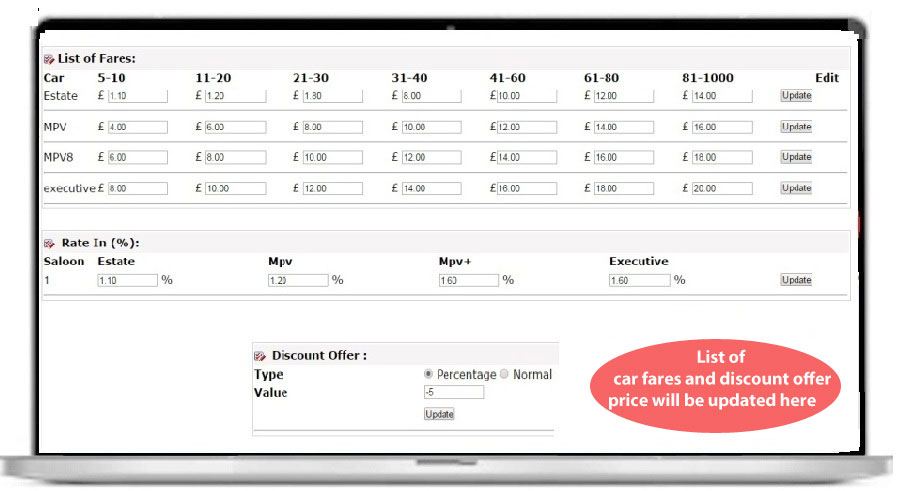 List of Fares:
Car 5-10 11-20 21-30 31-40 41-60 61-80 81-1000 Edit
Estate £ 1.10 £ 1.20 £ 1.80 £ 8.00 £ 10.00 £ 12.00 £ 14.00 Update
MPV £ 4.00 £ 6.00 £ 8.00 £ 10.00 £ 12.00 £ 14.00 £ 16.00 Update
MPV8 £ 6.00 £ 8.00 £ 10.00 £ 12.00 £ 14.00 £ 16.00 £ 18.00 Update
executive £ 8.00 £ 10.00 £ 12.00 £ 14.00 £ 16.00 £ 18.00 £ 20.00 Update
Rate In (%):
Saloon Estate Mpv Mpv+ Executive
1 1.10 % 1.20 % 1.60 % 1.60 % Update
Discount Offer :
Type Percentage Normal
Value -5
Update
List of
car fares and discount offer
price will be updated here